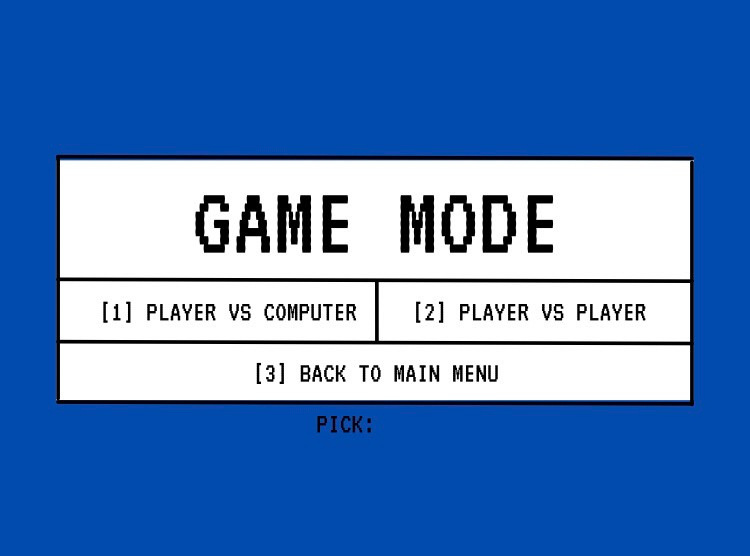 GAME MODE
[1] PLAYER VS COMPUTER
[2] PLAYER VS PLAYER
[3] BACK TO MAIN MENU
PICK: